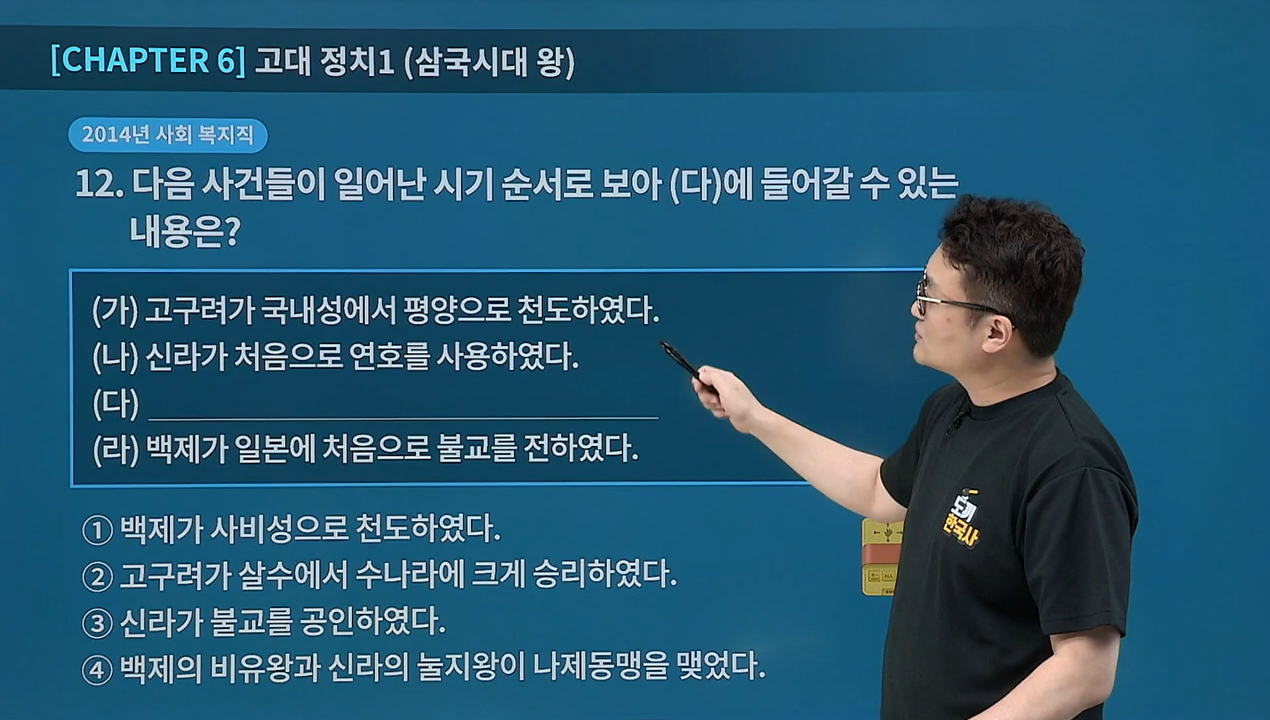 [CHAPTER 6] 고대 정치1 (삼국시대 왕)
2014년 사회 복지직
12. 다음 사건들이 일어난 시기 순서로 보아 (다)에 들어갈 수 있는
내용은?
(가) 고구려가 국내성에서 평양으로 천도하였다.
(나) 신라가 처음으로 연호를 사용하였다.
(다)
(라) 백제가 일본에 처음으로 불교를 전하였다.
① 백제가 사비성으로 천도하였다.
② 고구려가 살수에서 수나라에 크게 승리하였다.
③ 신라가 불교를 공인하였다.
④ 백제의 비유왕과 신라의 눌지왕이 나제동맹을 맺었다.
도끼
한국사